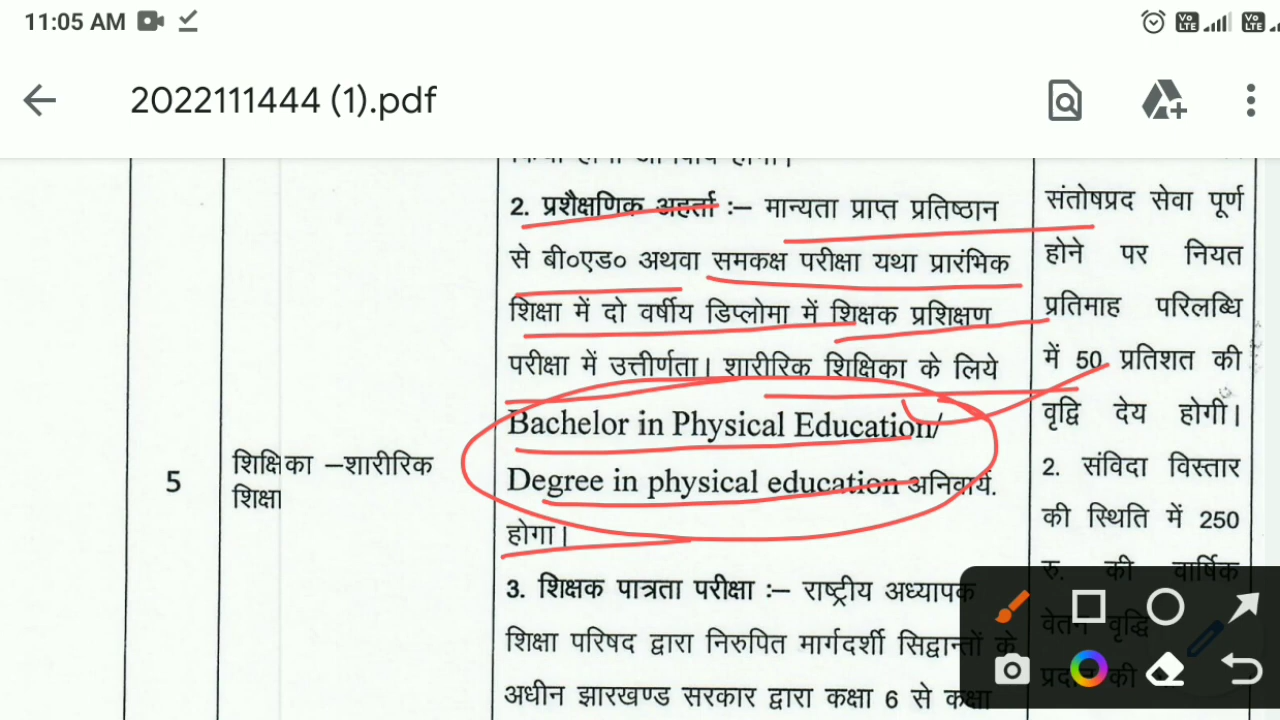 11:05 AM
2022111444 (1).pdf
2. प्रशैक्षणिक अहर्ता :– मान्यता प्राप्त प्रतिष्ठान
से बी०एड० अथवा समकक्ष परीक्षा यथा प्रारंभिक
शिक्षा में दो वर्षीय डिप्लोमा में शिक्षक प्रशिक्षण
परीक्षा में उत्तीर्णता। शारीरिक शिक्षिका के लिये
Bachelor in Physical Education/
Degree in physical education अनिवार्य.
होगा।
3. शिक्षक पात्रता परीक्षा :– राष्ट्रीय अध्यापक
शिक्षा परिषद द्वारा निरुपित मार्गदर्शी सिद्वान्तों के
अधीन झारखण्ड सरकार द्वारा कक्षा 6 से कक्षा
5
शिक्षिका –शारीरिक
शिक्षा
संतोषप्रद सेवा पूर्ण
होने पर नियत
प्रतिमाह परिलब्धि
में 50 प्रतिशत की
वृद्वि देय होगी।
2. संविदा विस्तार
की स्थिति में 250
रु. की वार्षिक
वेतन वृद्धि
प्रदान की